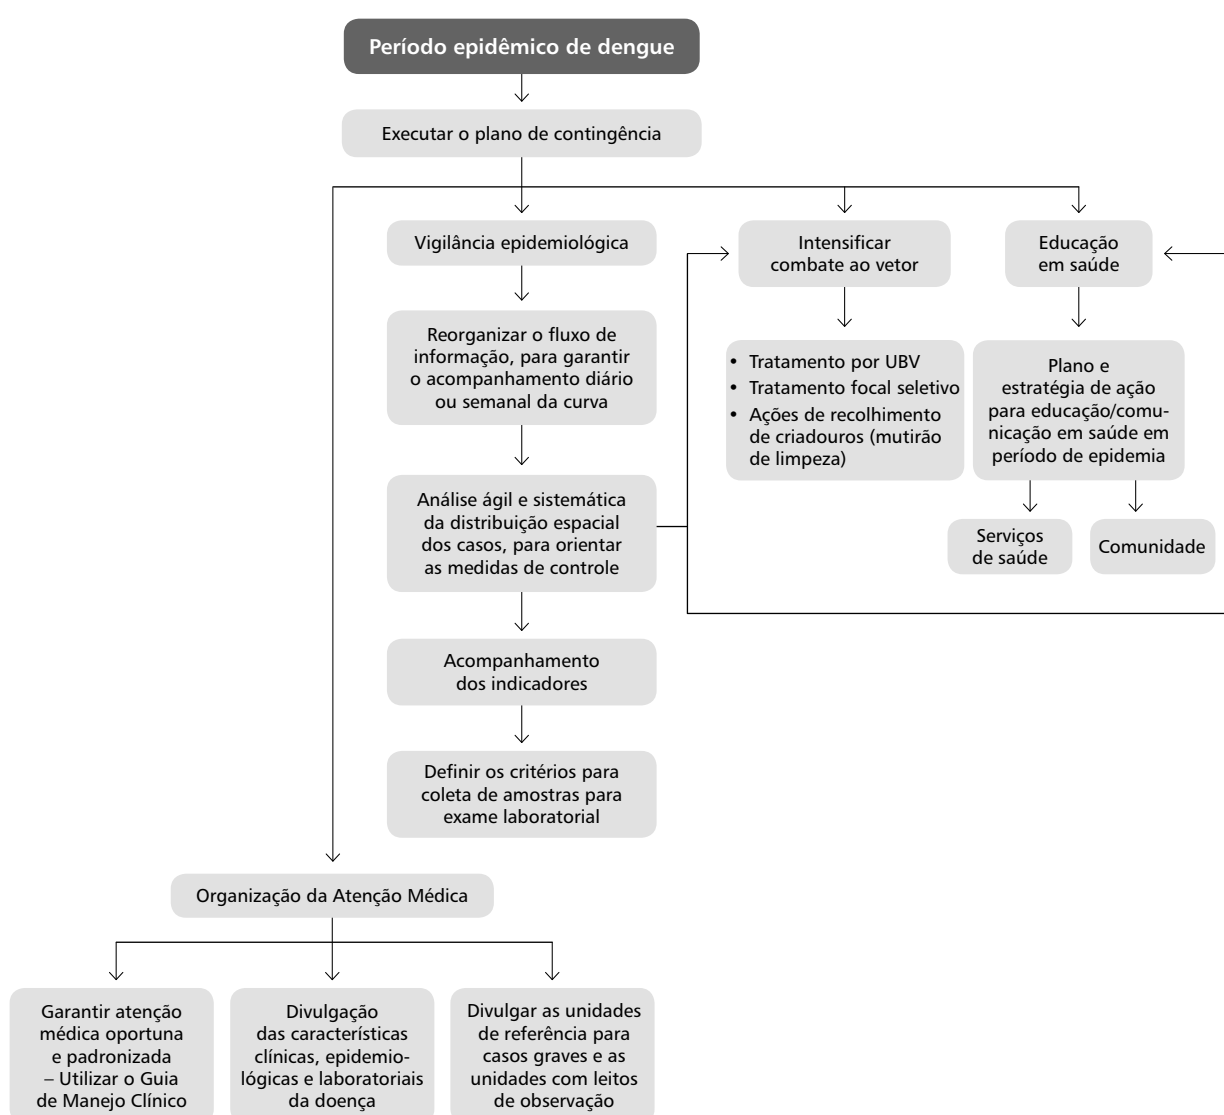 Período epidêmico de dengue
Executar o plano de contingência
Vigilância epidemiológica
Reorganizar o fluxo de
informação, para garantir
o acompanhamento diário
ou semanal da curva
Análise ágil e sistemática
da distribuição espacial
dos casos, para orientar
as medidas de controle
Acompanhamento
dos indicadores
Definir os critérios para
coleta de amostras para
exame laboratorial
Intensificar
combate ao vetor
• Tratamento por UBV
• Tratamento focal seletivo
• Ações de recolhimento
de criadouros (mutirão
de limpeza)
Educação
em saúde
Plano e
estratégia de ação
para educação/comu-
nicação em saúde em
período de epidemia
Serviços
de saúde
Comunidade
Organização da Atenção Médica
Garantir atenção
médica oportuna
e padronizada
– Utilizar o Guia
de Manejo Clínico
Divulgação
das características
clínicas, epidemio-
lógicas e laboratoriais
da doença
Divulgar as unidades
de referência para
casos graves e as
unidades com leitos
de observação